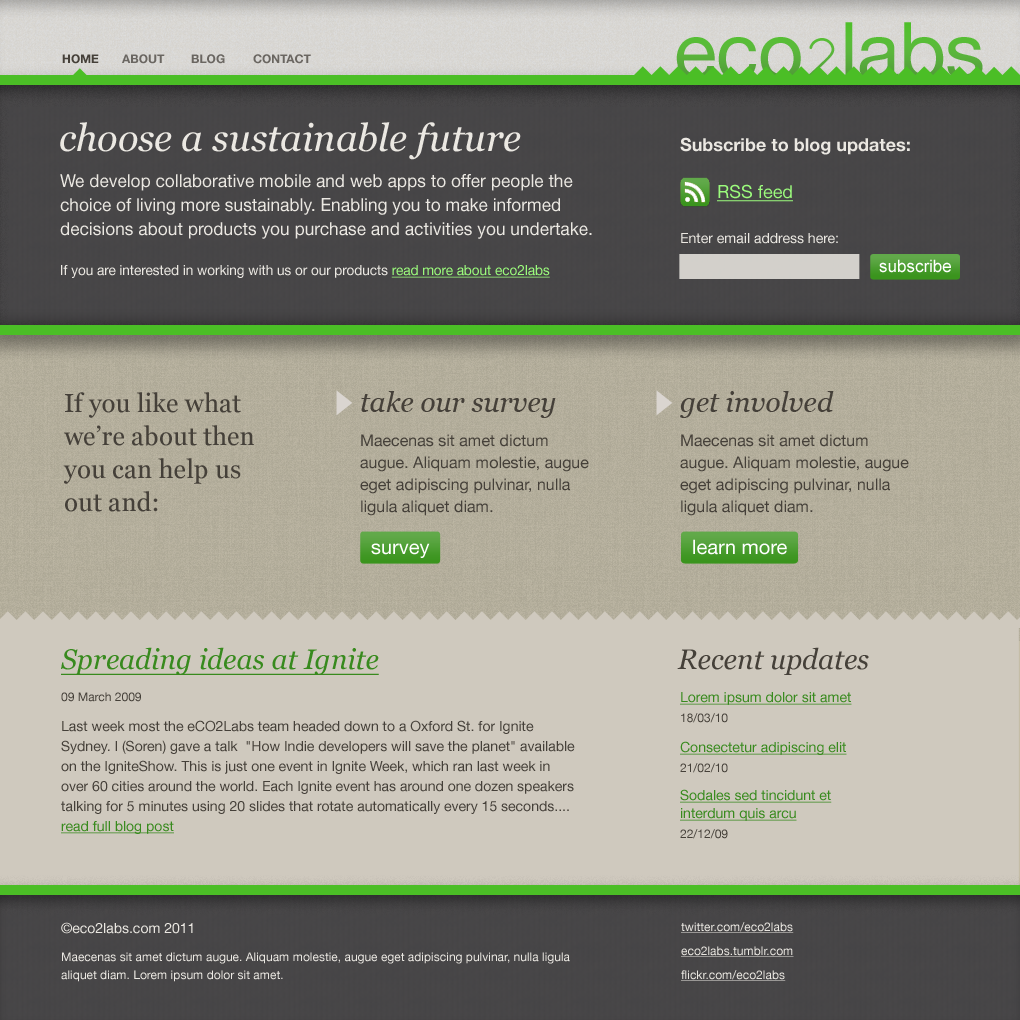 HOME ABOUT BLOG CONTACT
eco2labs
choose a sustainable future
We develop collaborative mobile and web apps to offer people the
choice of living more sustainably. Enabling you to make informed
decisions about products you purchase and activities you undertake.
If you are interested in working with us or our products read more about eco2labs
Subscribe to blog updates:
RSS feed
Enter email address here:
subscribe
If you like what
we’re about then
you can help us
out and:
take our survey
Maecenas sit amet dictum
augue. Aliquam molestie, augue
eget adipiscing pulvinar, nulla
ligula aliquet diam.
survey
get involved
Maecenas sit amet dictum
augue. Aliquam molestie, augue
eget adipiscing pulvinar, nulla
ligula aliquet diam.
learn more
Spreading ideas at Ignite
09 March 2009
Last week most the eCO2Labs team headed down to a Oxford St. for Ignite
Sydney. I (Soren) gave a talk  "How Indie developers will save the planet" available
on the IgniteShow. This is just one event in Ignite Week, which ran last week in
over 60 cities around the world. Each Ignite event has around one dozen speakers
talking for 5 minutes using 20 slides that rotate automatically every 15 seconds....
read full blog post
Recent updates
Lorem ipsum dolor sit amet
18/03/10
Consectetur adipiscing elit
21/02/10
Sodales sed tincidunt et
interdum quis arcu
22/12/09
©eco2labs.com 2011
Maecenas sit amet dictum augue. Aliquam molestie, augue eget adipiscing pulvinar, nulla ligula
aliquet diam. Lorem ipsum dolor sit amet.
twitter.com/eco2labs
eco2labs.tumblr.com
flickr.com/eco2labs